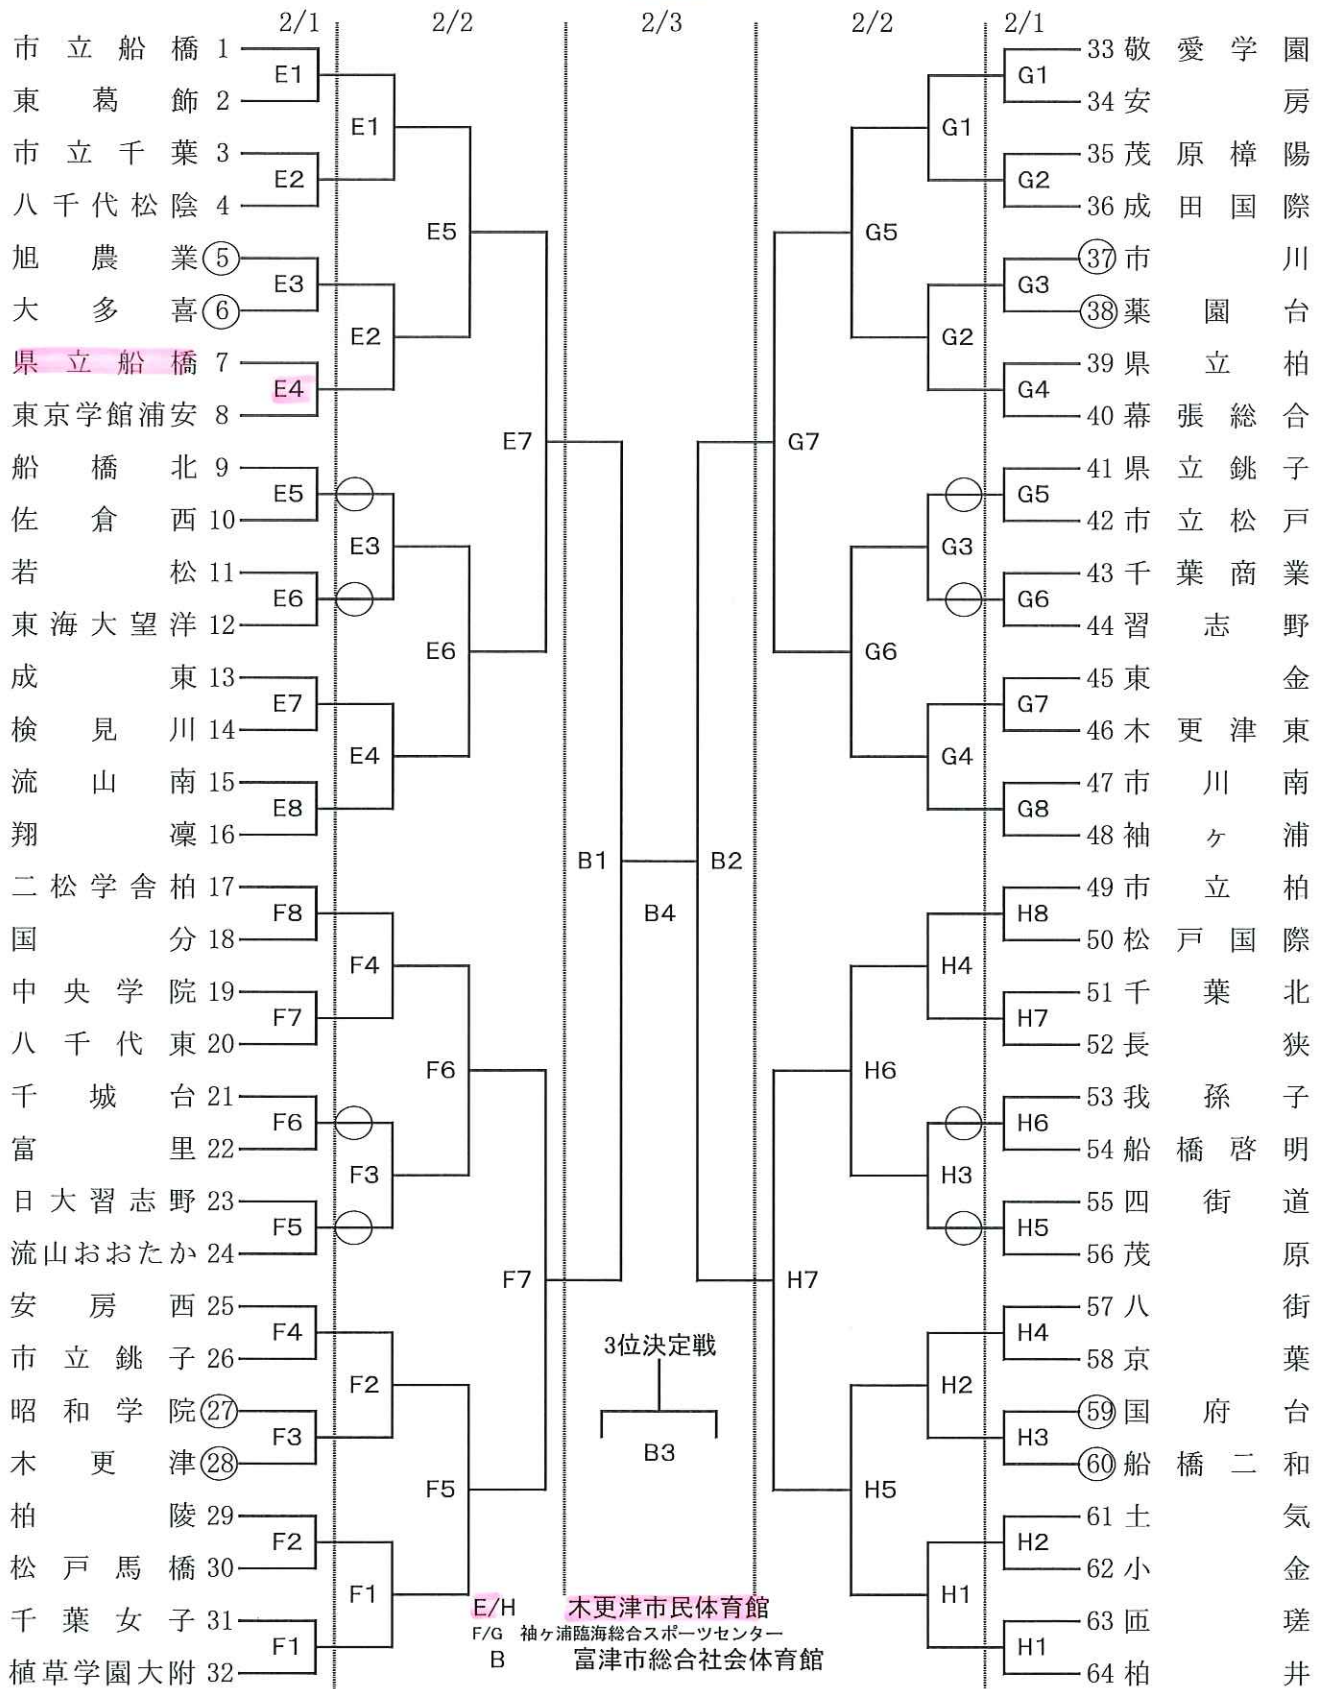 2/1 2/2 2/3 2/2 2/1
市立船橋 1
E1
東葛飾 2
E1
市立千葉 3
E2
八千代松陰 4
E5
旭農業 ⑤
E3
大多喜 ⑥
E2
県立船橋 7
E4
東京学館浦安 8
E7
船橋北 9
E5
佐倉西 10
E3
若松 11
E6
東海大望洋 12
E6
成東 13
E7
検見川 14
E4
流山南 15
E8
翔凜 16
B1
二松学舎柏 17
F8
国分 18
F4
中央学院 19
F7
八千代東 20
F6
千城台 21
F6
富里 22
F3
日大習志野 23
F5
流山おおたか 24
F7
安房西 25
F4
市立銚子 26
F2
昭和学院 ㉗
F3
木更津 ㉘
F5
柏陵 29
F2
松戸馬橋 30
F1
千葉女子 31
F1
植草学園大附 32
B4
3位決定戦
B3
33 敬愛学園
G1
34 安房
G1
35 茂原樟陽
G2
36 成田国際
G5
㊲ 市川
G3
㊳ 薬園台
G2
39 県立柏
G4
40 幕張総合
G7
41 県立銚子
G5
42 市立松戸
G3
43 千葉商業
G6
44 習志野
G6
45 東金
G7
46 木更津東
G4
47 市川南
G8
48 袖ヶ浦
B2
49 市立柏
H8
50 松戸国際
H4
51 千葉北
H7
52 長狭
H6
53 我孫子
H6
54 船橋啓明
H3
55 四街道
H5
56 茂原
H7
57 八街
H4
58 京葉
H2
59 国府台
H3
60 船橋二和
H5
61 土気
H2
62 小金
H1
63 匝瑳
H1
64 柏井
E/H 木更津市民体育館
F/G 袖ヶ浦臨海総合スポーツセンター
B 富津市総合社会体育館